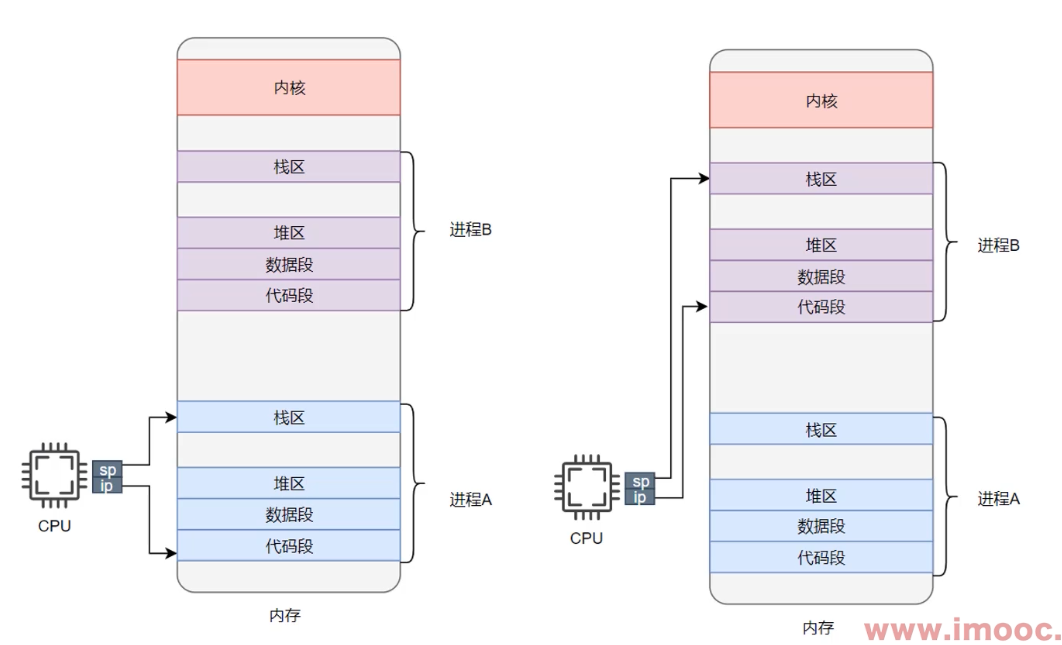 内核
栈区
堆区
数据段
代码段
进程B
栈区
堆区
数据段
代码段
进程A
sp
ip
CPU
内存
内核
栈区
堆区
数据段
代码段
进程B
栈区
堆区
数据段
代码段
进程A
sp
ip
CPU
内存
www.imooc.